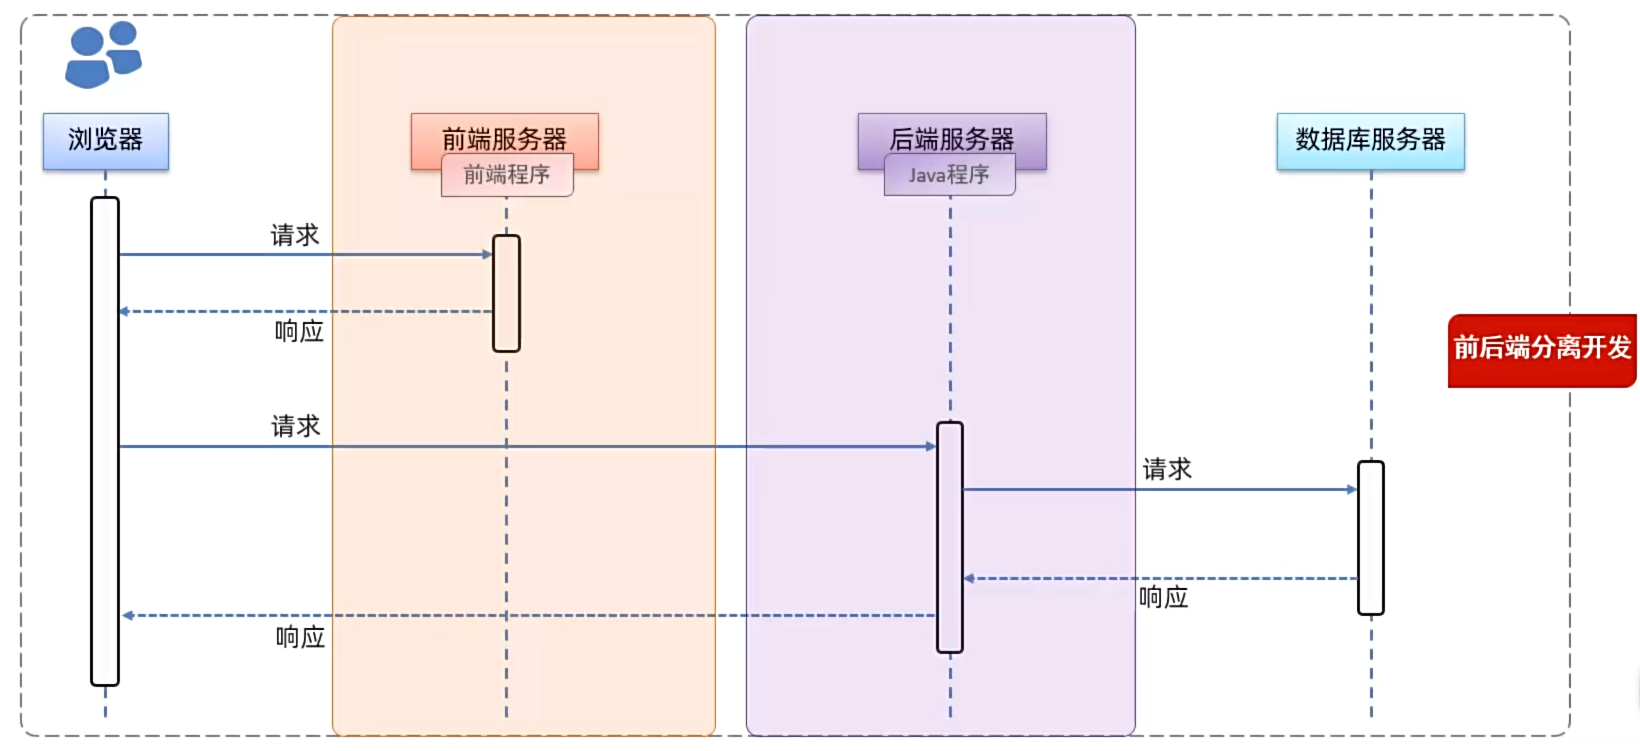 浏览器
前端服务器
前端程序
后端服务器
Java程序
数据库服务器
请求
响应
前后端分离开发
请求
请求
响应
响应